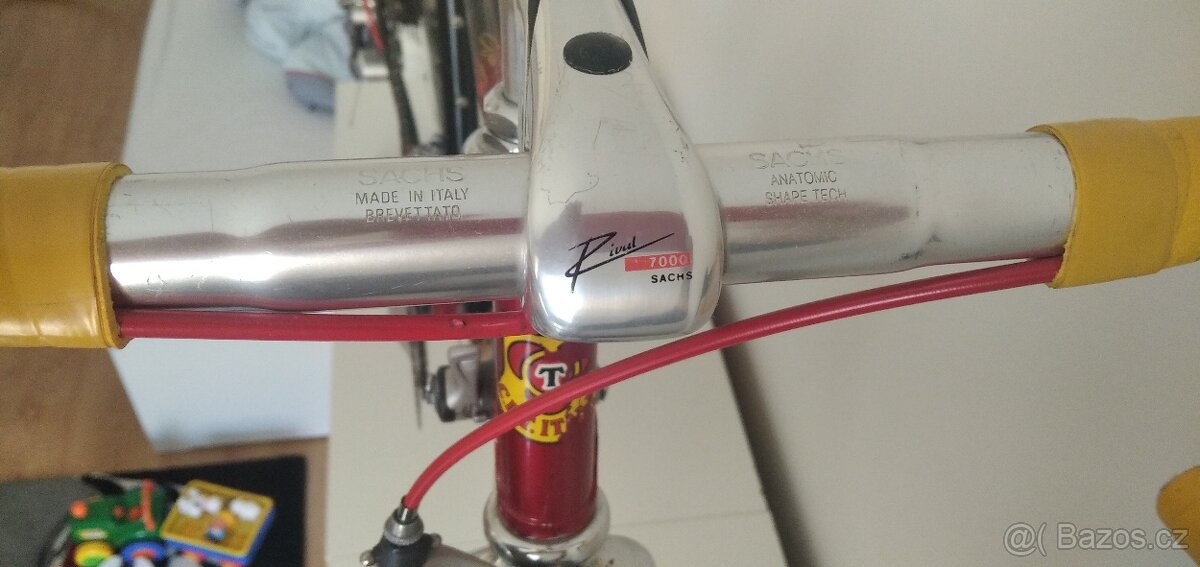 SACHS
MADE IN ITALY
BREVETTATO
SACHS
ANATOMIC
SHAPE TECH
Rival
7000
SACHS
T
@( Bazos.cz